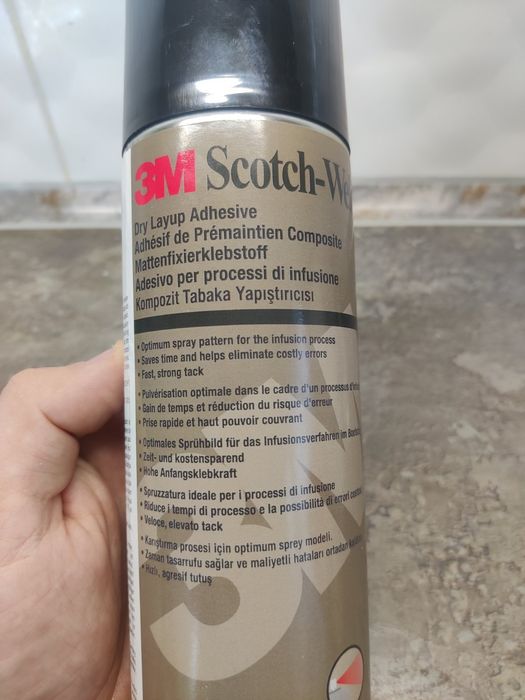 3M Scotch-We
Dry Layup Adhesive
Adhésif de Prémaintien Composite
Mattenfixierklebstoff
Adesivo per processi di infusione
Kompozit Tabaka Yapıştırıcısı
• Optimum spray pattern for the infusion process
• Saves time and helps eliminate costly errors
• Fast, strong tack
• Pulvérisation optimale dans le cadre d'un processus
• Gain de temps et réduction du risque d'erreur
• Prise rapide et haut pouvoir couvrant
• Optimales Sprühbild für das Infusionsverfahren im
• Zeit- und kostensparend
• Hohe Anfangsklebkraft
• Spruzzatura ideale per i processi di infusione
• Riduce i tempi di processo e la possibilità di errori
• Veloce, elevato tack
• Karıştırma prosesi için optimum sprey modeli.
• Zaman tasarrufu sağlar ve maliyetli hataları ortadan
• Hızlı, agresif tutuş
3M